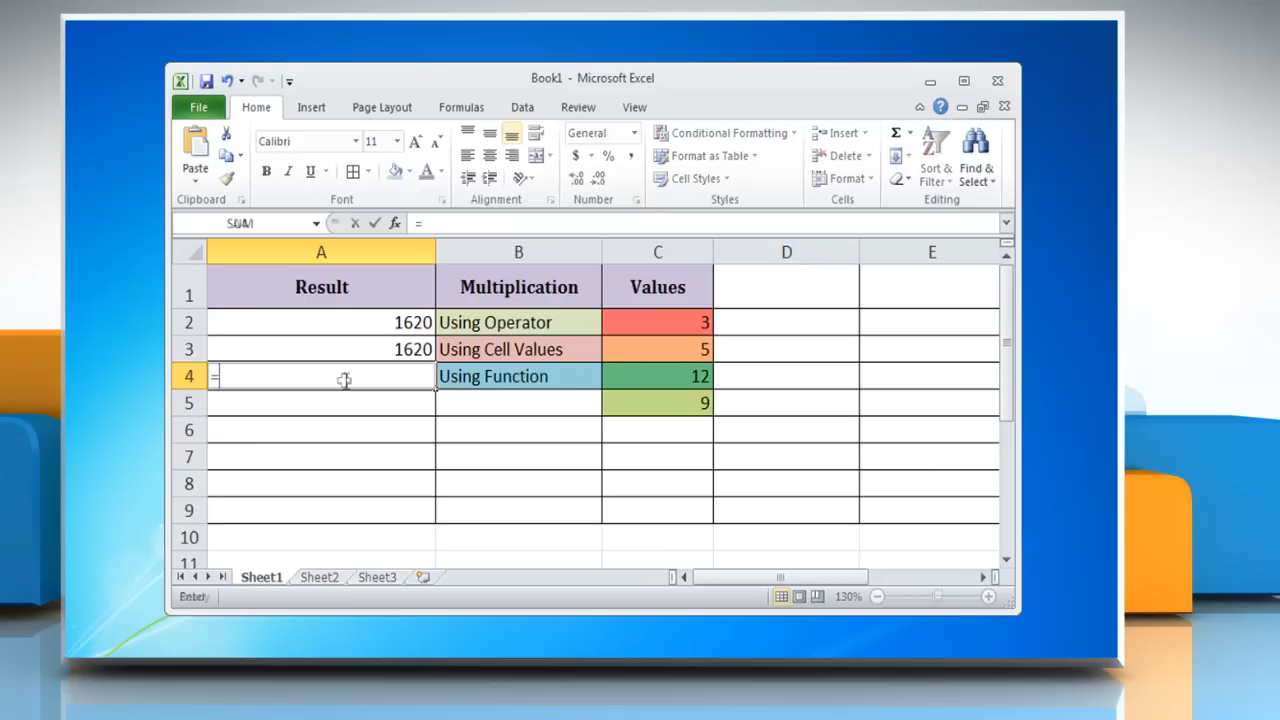 Book1 - Microsoft Excel
File Home Insert Page Layout Formulas Data Review View
Paste
Clipboard
Calibri 11
B I U A
Font
Alignment
General
$ % ,
Number
Conditional Formatting
Format as Table
Cell Styles
Styles
Insert
Delete
Format
Cells
Σ
Sort & Filter
Find & Select
Editing
fx =
A B C D E
1 Result Multiplication Values
2 1620 Using Operator 3
3 1620 Using Cell Values 5
4 = Using Function 12
5 9
6
7
8
9
10
11
Sheet1 Sheet2 Sheet3
130%